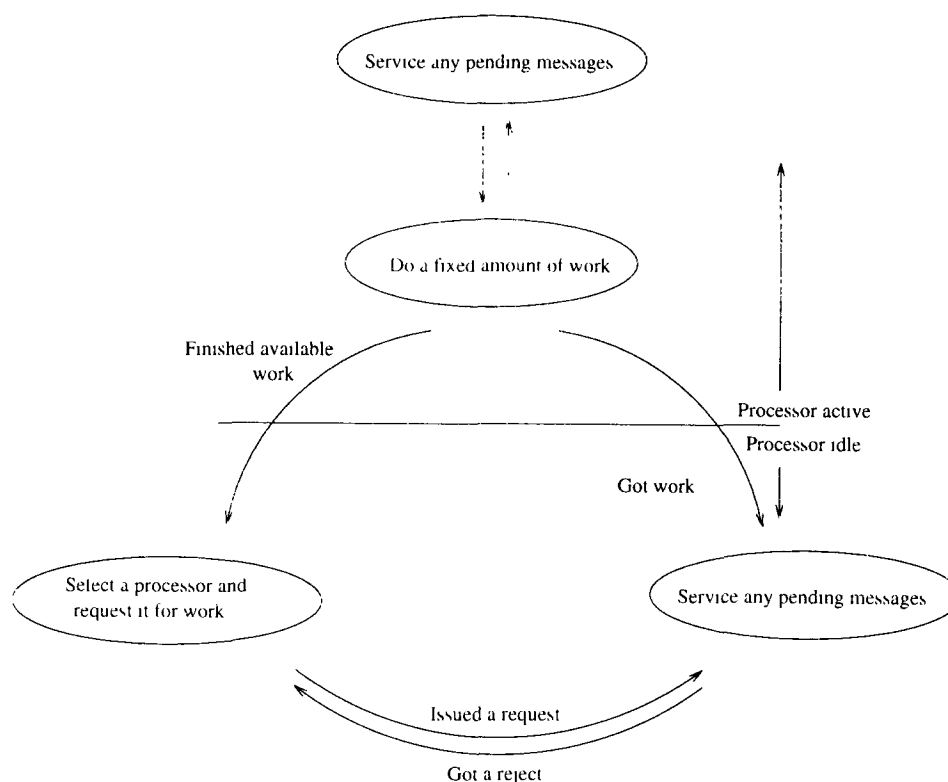 Service any pending messages
Do a fixed amount of work
Finished available
work
Processor active
Processor idle
Got work
Select a processor and
request it for work
Service any pending messages
Issued a request
Got a reject